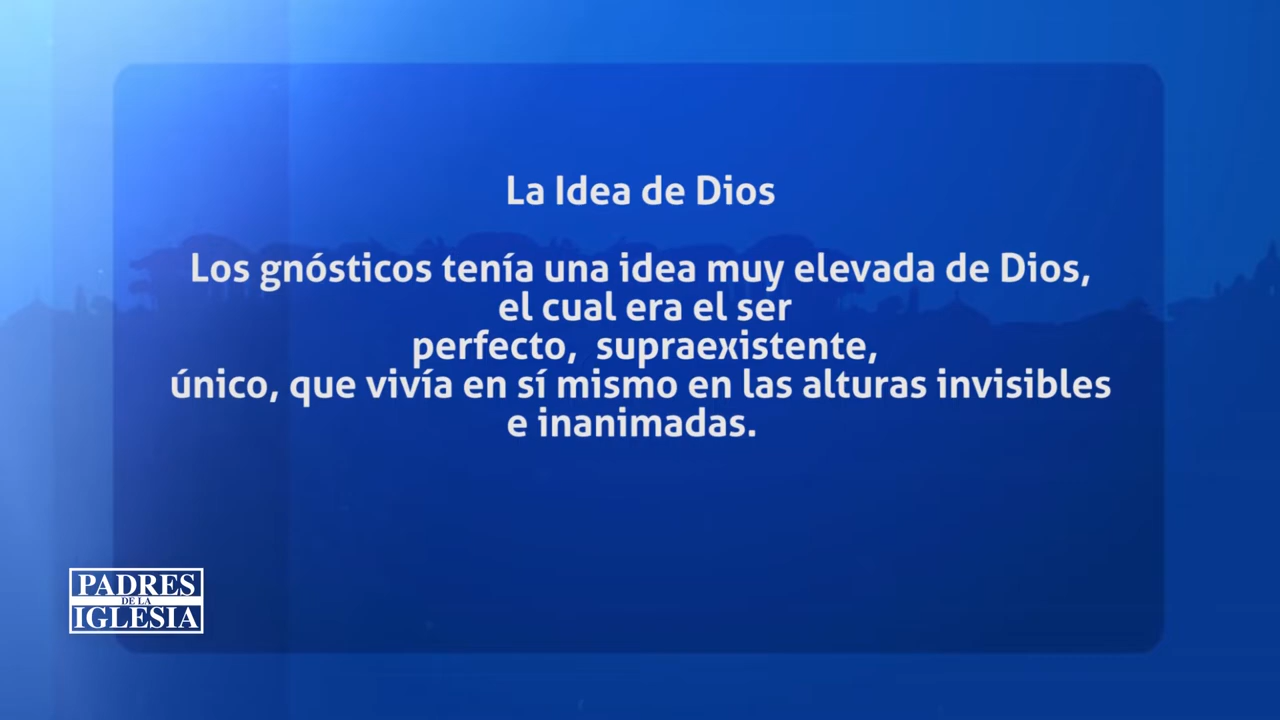 La Idea de Dios
Los gnósticos tenía una idea muy elevada de Dios,
el cual era el ser
perfecto, supraexistente,
único, que vivía en sí mismo en las alturas invisibles
e inanimadas.
PADRES
DE LA
IGLESIA